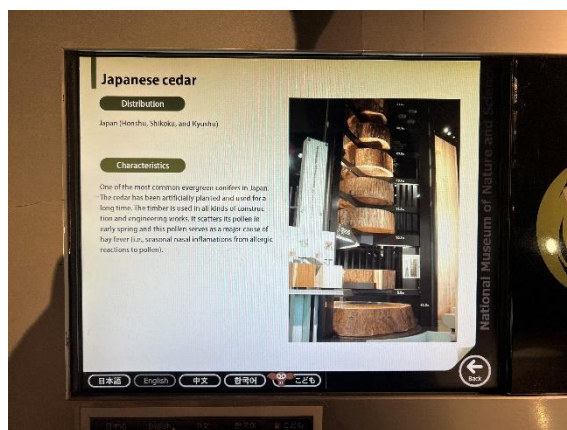 Japanese cedar
Distribution
Japan (Honshu, Shikoku, and Kyushu)
Characteristics
One of the most common evergreen conifers in Japan.
The cedar has been artificially planted and used for a
long time. The timber is used in all kinds of construc
tion and engineering works. It scatters its pollen in
early spring and this pollen serves as a major cause of
hay fever (i.e., seasonal nasal inflamations from allergic
reactions to pollen).
National Museum of Nature and
日本語
English
中文
한국어
こども
Back